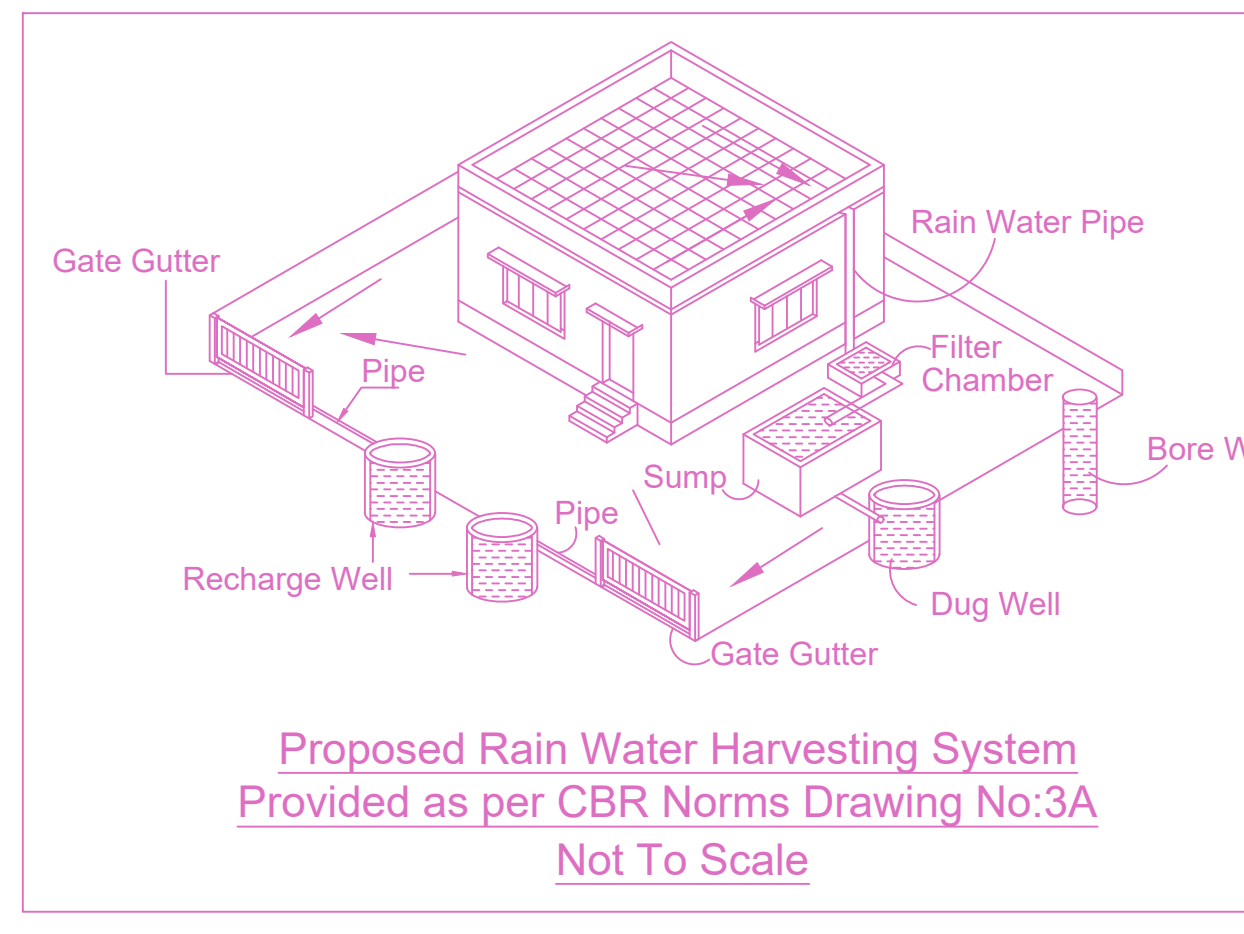 Rain Water Pipe
Gate Gutter
Filter
Chamber
Pipe
Bore W
Sump
Pipe
Recharge Well
Dug Well
Gate Gutter
Proposed Rain Water Harvesting System
Provided as per CBR Norms Drawing No:3A
Not To Scale